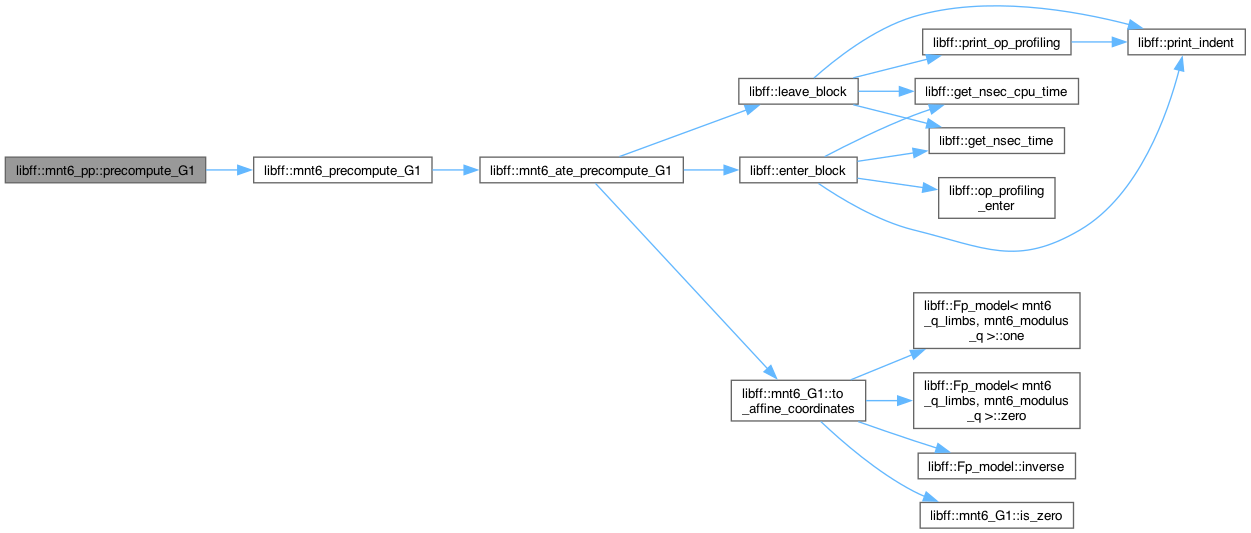 libff::mnt6_pp::precompute_G1
libff::mnt6_precompute_G1
libff::mnt6_ate_precompute_G1
libff::leave_block
libff::print_op_profiling
libff::print_indent
libff::get_nsec_cpu_time
libff::get_nsec_time
libff::enter_block
libff::op_profiling
_enter
libff::mnt6_G1::to
_affine_coordinates
libff::Fp_model< mnt6
_q_limbs, mnt6_modulus
_q >::one
libff::Fp_model< mnt6
_q_limbs, mnt6_modulus
_q >::zero
libff::Fp_model::inverse
libff::mnt6_G1::is_zero